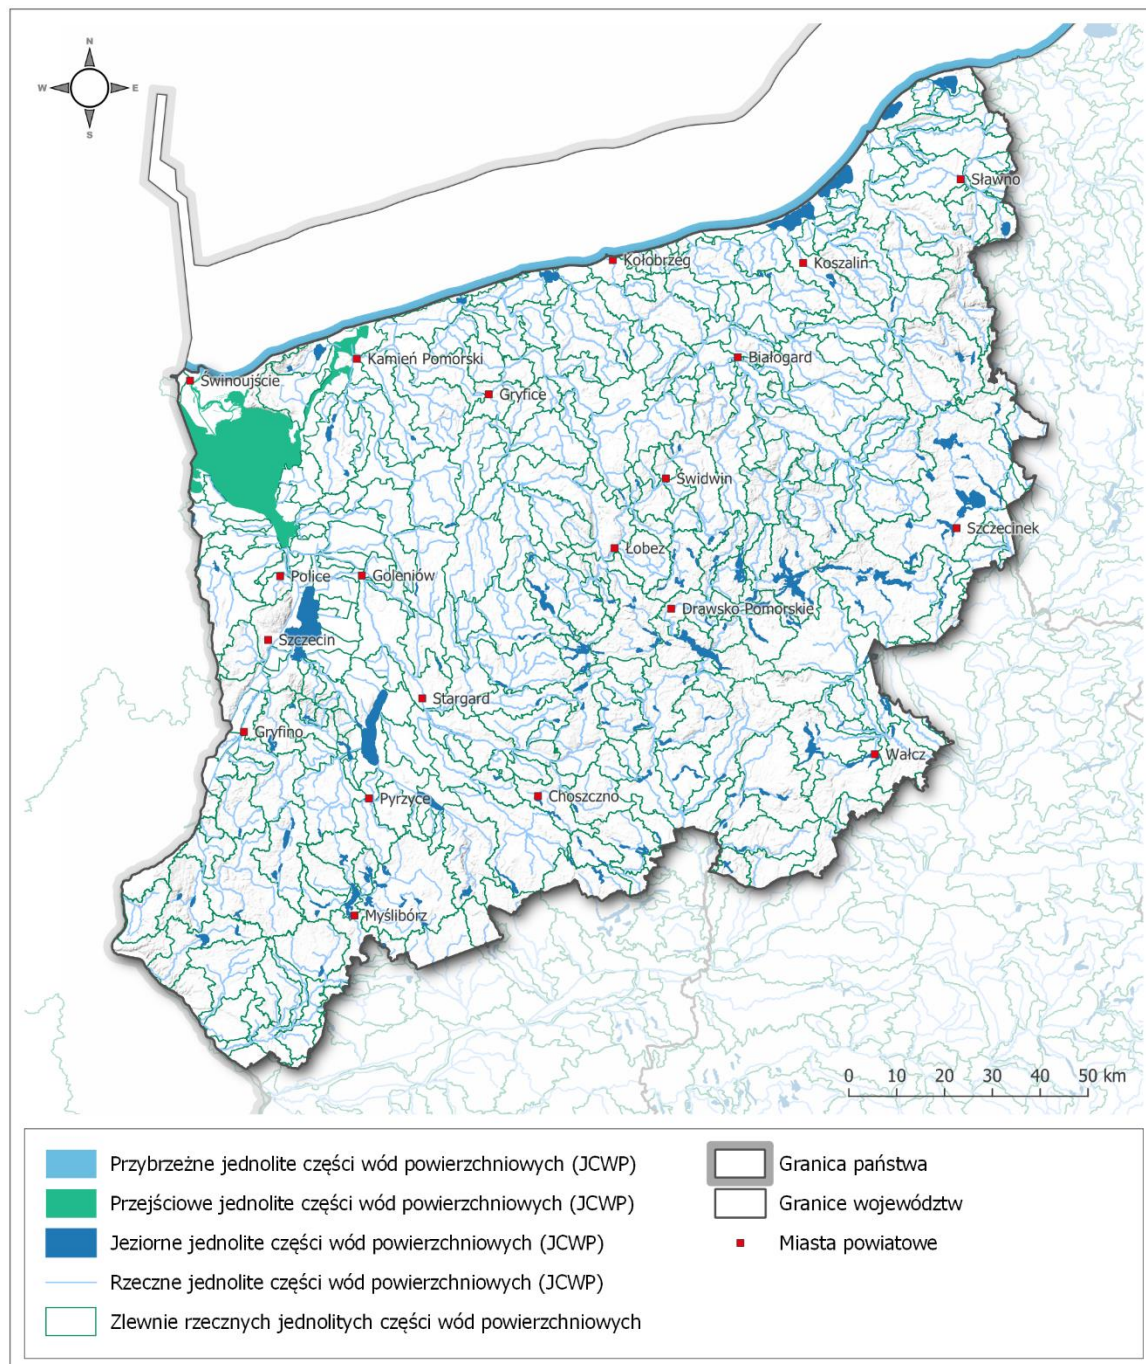 N
W E
S
Sławno
Kołobrzeg
Koszalin
Kamień Pomorski
Białogard
Świnoujście
Gryfice
Świdwin
Szczecinek
Łobez
Police
Goleniów
Drawsko Pomorskie
Szczecin
Stargard
Gryfino
Wałcz
Pyrzyce
Choszczno
Myślibórz
0 10 20 30 40 50 km
Przybrzeżne jednolite części wód powierzchniowych (JCWP)
Przejściowe jednolite części wód powierzchniowych (JCWP)
Jeziorne jednolite części wód powierzchniowych (JCWP)
Rzeczne jednolite części wód powierzchniowych (JCWP)
Zlewnie rzecznych jednolitych części wód powierzchniowych
Granica państwa
Granice województw
Miasta powiatowe